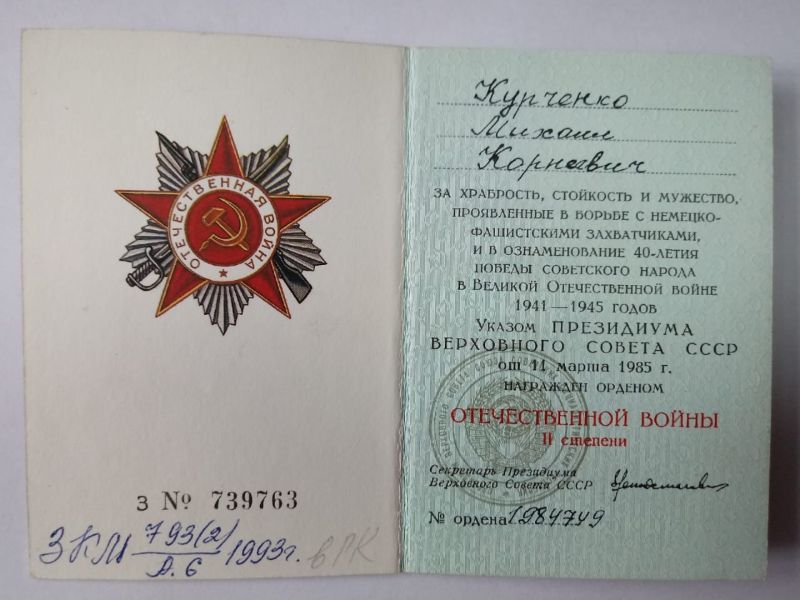 ОТЕЧЕСТВЕННАЯ ВОЙНА
З № 739763
ЗКМ 793(2)
Д. 6
1993г. в РК
Курченко
Михаил
Корнеевич
ЗА ХРАБРОСТЬ, СТОЙКОСТЬ И МУЖЕСТВО,
ПРОЯВЛЕННЫЕ В БОРЬБЕ С НЕМЕЦКО-
ФАШИСТСКИМИ ЗАХВАТЧИКАМИ,
И В ОЗНАМЕНОВАНИЕ 40-ЛЕТИЯ
ПОБЕДЫ СОВЕТСКОГО НАРОДА
В ВЕЛИКОЙ ОТЕЧЕСТВЕННОЙ ВОЙНЕ
1941—1945 ГОДОВ
УКАЗОМ ПРЕЗИДИУМА
ВЕРХОВНОГО СОВЕТА СССР
от 11 марта 1985 г.
НАГРАЖДЕН ОРДЕНОМ
ОТЕЧЕСТВЕННОЙ ВОЙНЫ
II степени
Секретарь Президиума
Верховного Совета СССР
№ ордена 1984749